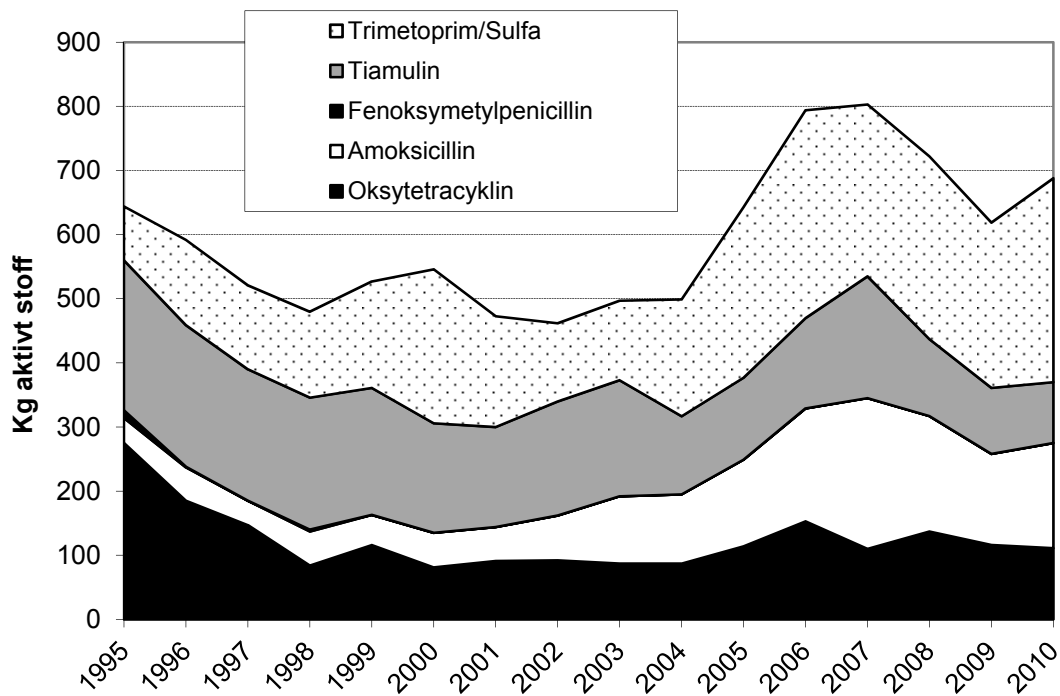 Trimetoprim/Sulfa
Tiamulin
Fenoksymetylpenicillin
Amoksicillin
Oksytetracyklin
Kg aktivt stoff
900
800
700
600
500
400
300
200
100
0
1995 1996 1997 1998 1999 2000 2001 2002 2003 2004 2005 2006 2007 2008 2009 2010